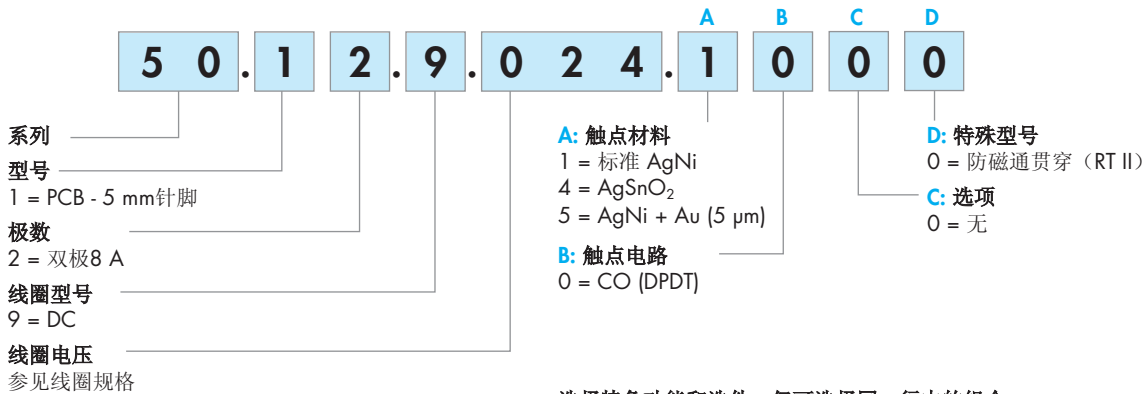 A B C D
5 0 . 1 2 . 9 . 0 2 4 . 1 0 0 0
系列
型号
1 = PCB - 5 mm针脚
极数
2 = 双极8 A
线圈型号
9 = DC
线圈电压
参见线圈规格
A: 触点材料
1 = 标准 AgNi
4 = AgSnO₂
5 = AgNi + Au (5 µm)
B: 触点电路
0 = CO (DPDT)
D: 特殊型号
0 = 防磁通贯穿（RT II）
C: 选项
0 = 无